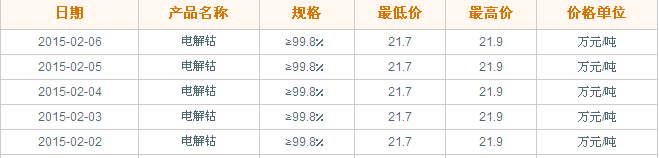 日期 产品名称 规格 最低价 最高价 价格单位
2015-02-06 电解钴 ≥99.8% 21.7 21.9 万元/吨
2015-02-05 电解钴 ≥99.8% 21.7 21.9 万元/吨
2015-02-04 电解钴 ≥99.8% 21.7 21.9 万元/吨
2015-02-03 电解钴 ≥99.8% 21.7 21.9 万元/吨
2015-02-02 电解钴 ≥99.8% 21.7 21.9 万元/吨